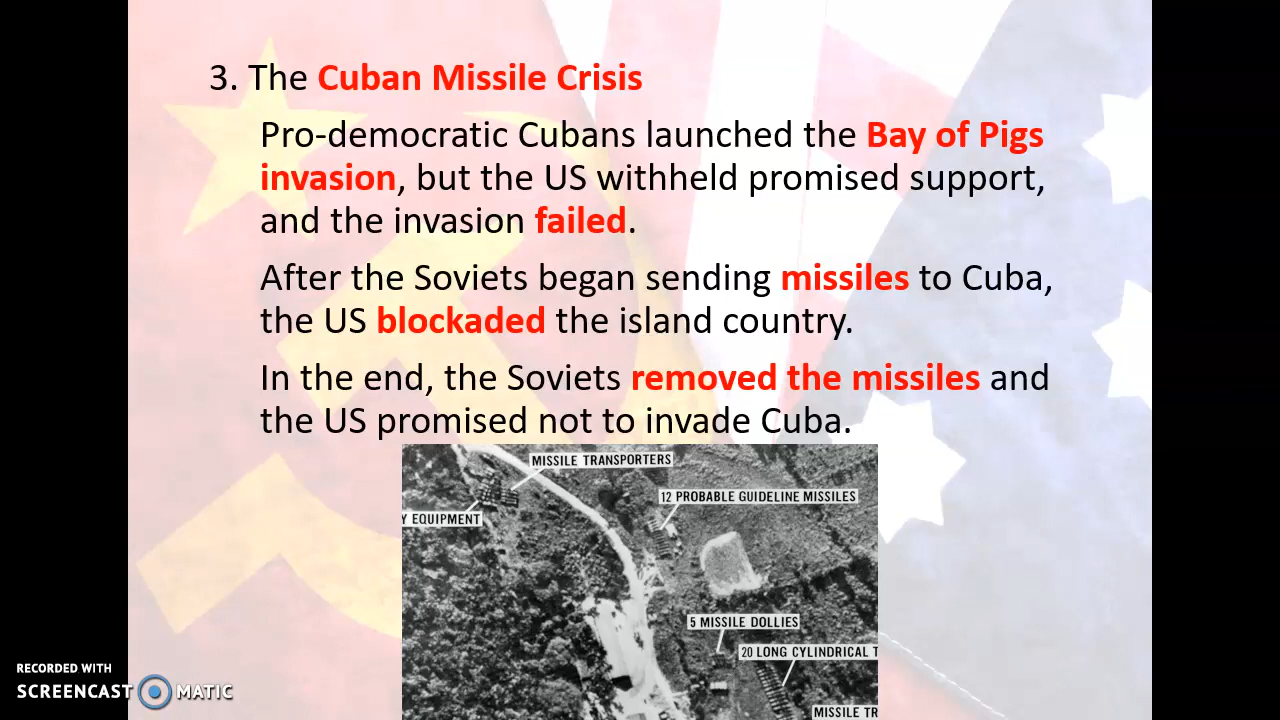 3. The Cuban Missile Crisis
Pro-democratic Cubans launched the Bay of Pigs
invasion, but the US withheld promised support,
and the invasion failed.
After the Soviets began sending missiles to Cuba,
the US blockaded the island country.
In the end, the Soviets removed the missiles and
the US promised not to invade Cuba.
MISSILE TRANSPORTERS
12 PROBABLE GUIDELINE MISSILES
Y EQUIPMENT
5 MISSILE DOLLIES
20 LONG CYLINDRICAL T
MISSILE TR
RECORDED WITH
SCREENCAST MATIC